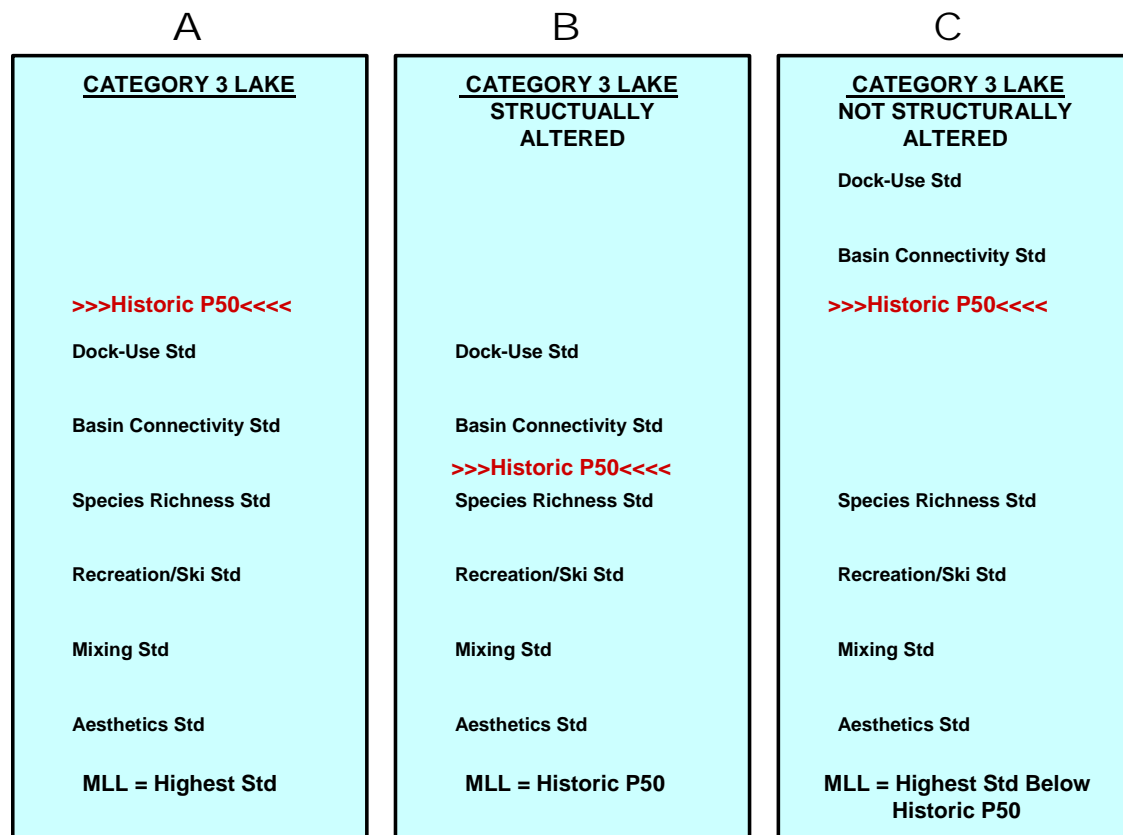 A
CATEGORY 3 LAKE
>>>Historic P50<<<<
Dock-Use Std
Basin Connectivity Std
Species Richness Std
Recreation/Ski Std
Mixing Std
Aesthetics Std
MLL = Highest Std
B
CATEGORY 3 LAKE
STRUCTUALLY
ALTERED
Dock-Use Std
Basin Connectivity Std
>>>Historic P50<<<<
Species Richness Std
Recreation/Ski Std
Mixing Std
Aesthetics Std
MLL = Historic P50
C
CATEGORY 3 LAKE
NOT STRUCTURALLY
ALTERED
Dock-Use Std
Basin Connectivity Std
>>>Historic P50<<<<
Species Richness Std
Recreation/Ski Std
Mixing Std
Aesthetics Std
MLL = Highest Std Below
Historic P50